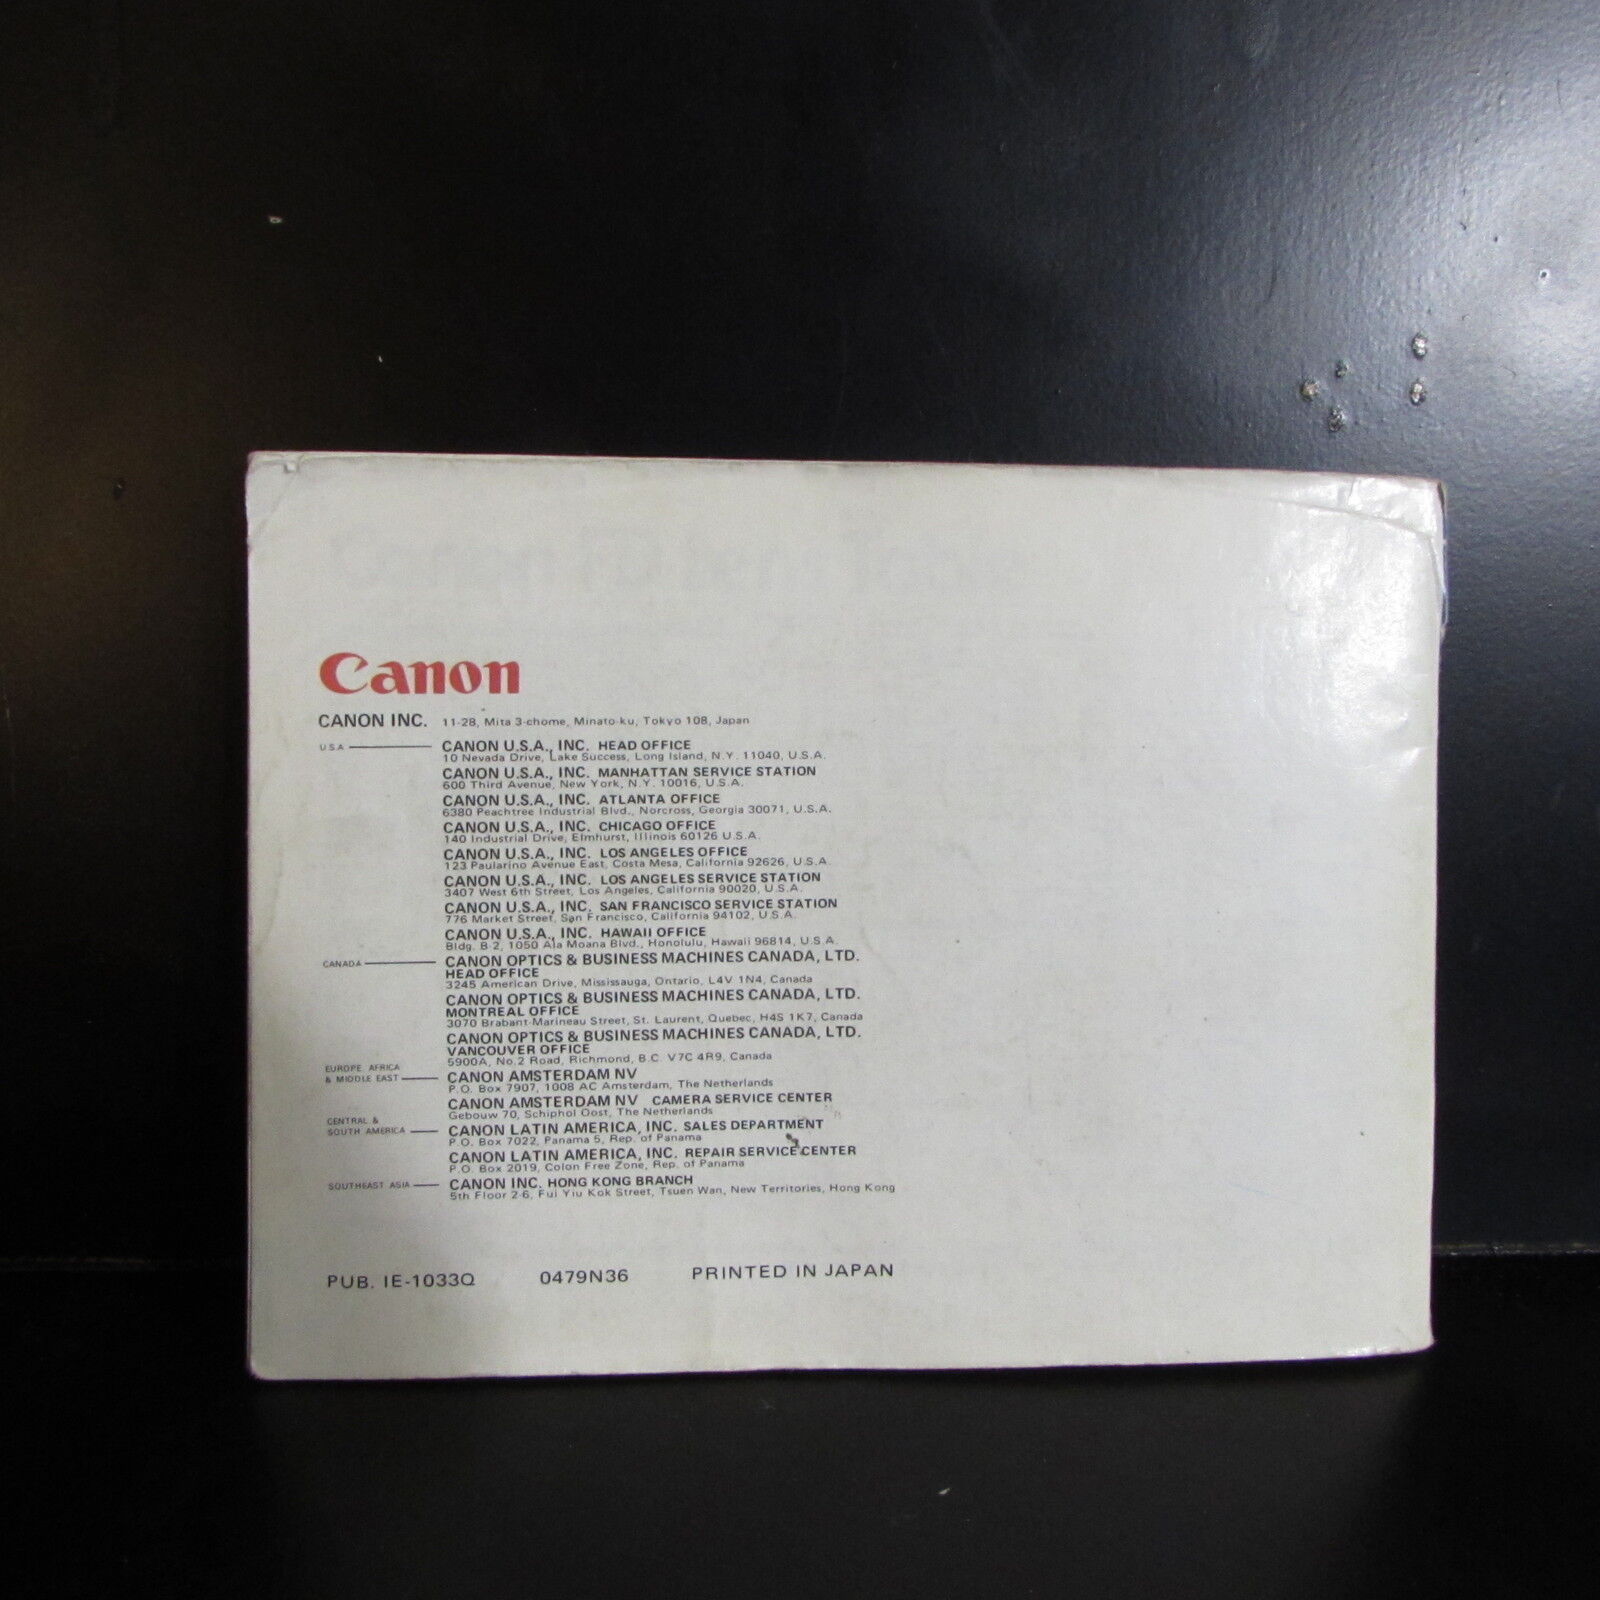 Canon
CANON INC. 11-28, Mita 3-chome, Minato-ku, Tokyo 108, Japan
U.S.A CANON U.S.A., INC. HEAD OFFICE
10 Nevada Drive, Lake Success, Long Island, N.Y. 11040, U.S.A.
CANON U.S.A., INC. MANHATTAN SERVICE STATION
600 Third Avenue, New York, N.Y. 10016, U.S.A.
CANON U.S.A., INC. ATLANTA OFFICE
6380 Peachtree Industrial Blvd., Norcross, Georgia 30071, U.S.A.
CANON U.S.A., INC. CHICAGO OFFICE
140 Industrial Drive, Elmhurst, Illinois 60126 U.S.A.
CANON U.S.A., INC. LOS ANGELES OFFICE
123 Paularino Avenue East, Costa Mesa, California 92626, U.S.A.
CANON U.S.A., INC. LOS ANGELES SERVICE STATION
3407 West 6th Street, Los Angeles, California 90020, U.S.A.
CANON U.S.A., INC. SAN FRANCISCO SERVICE STATION
776 Market Street, San Francisco, California 94102, U.S.A.
CANON U.S.A., INC. HAWAII OFFICE
Bldg. B-2, 1050 Ala Moana Blvd., Honolulu, Hawaii 96814, U.S.A.
CANADA CANON OPTICS & BUSINESS MACHINES CANADA, LTD.
HEAD OFFICE
3245 American Drive, Mississauga, Ontario, L4V 1N4, Canada
CANON OPTICS & BUSINESS MACHINES CANADA, LTD.
MONTREAL OFFICE
3070 Brabant-Marineau Street, St. Laurent, Quebec, H4S 1K7, Canada
CANON OPTICS & BUSINESS MACHINES CANADA, LTD.
VANCOUVER OFFICE
5900A, No.2 Road, Richmond, B.C. V7C 4R9, Canada
EUROPE, AFRICA
& MIDDLE EAST CANON AMSTERDAM NV
P.O. Box 7907, 1008 AC Amsterdam, The Netherlands
CANON AMSTERDAM NV CAMERA SERVICE CENTER
Gebouw 70, Schiphol Oost, The Netherlands
CENTRAL &
SOUTH AMERICA CANON LATIN AMERICA, INC. SALES DEPARTMENT
P.O. Box 7022, Panama 5, Rep. of Panama
CANON LATIN AMERICA, INC. REPAIR SERVICE CENTER
P.O. Box 2019, Colon Free Zone, Rep. of Panama
SOUTHEAST ASIA CANON INC. HONG KONG BRANCH
5th Floor 2-6, Fui Yiu Kok Street, Tsuen Wan, New Territories, Hong Kong
PUB. IE-1033Q 0479N36 PRINTED IN JAPAN